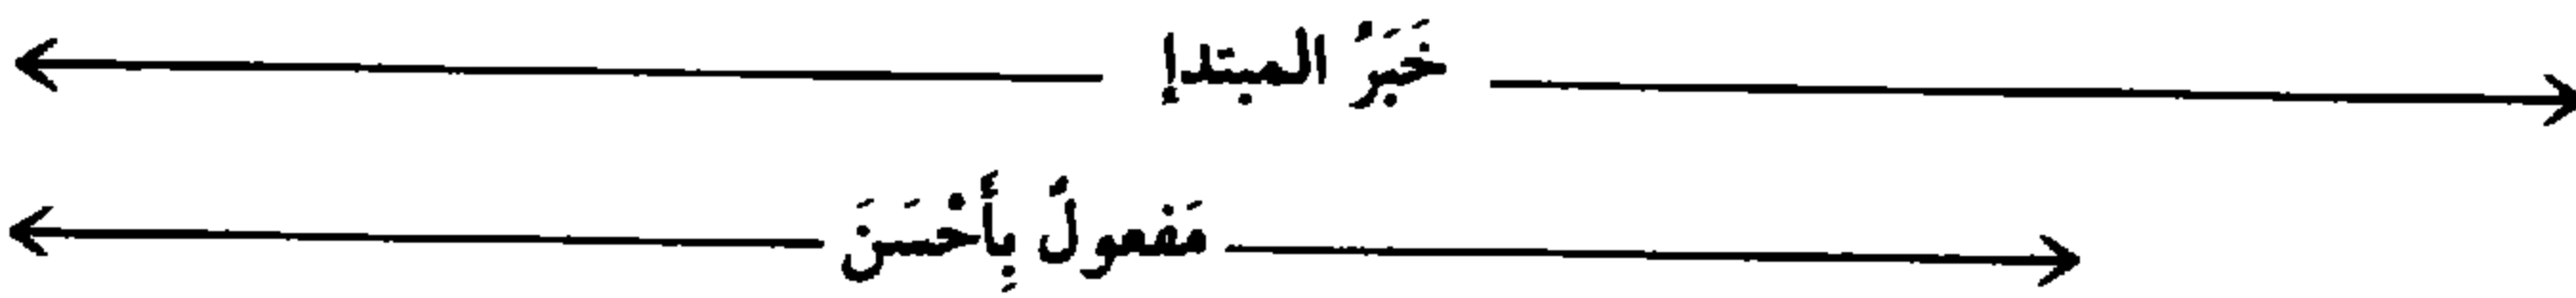 خَبَرُ المبتدإ
مَفعولٌ بِأَحْسَنَ